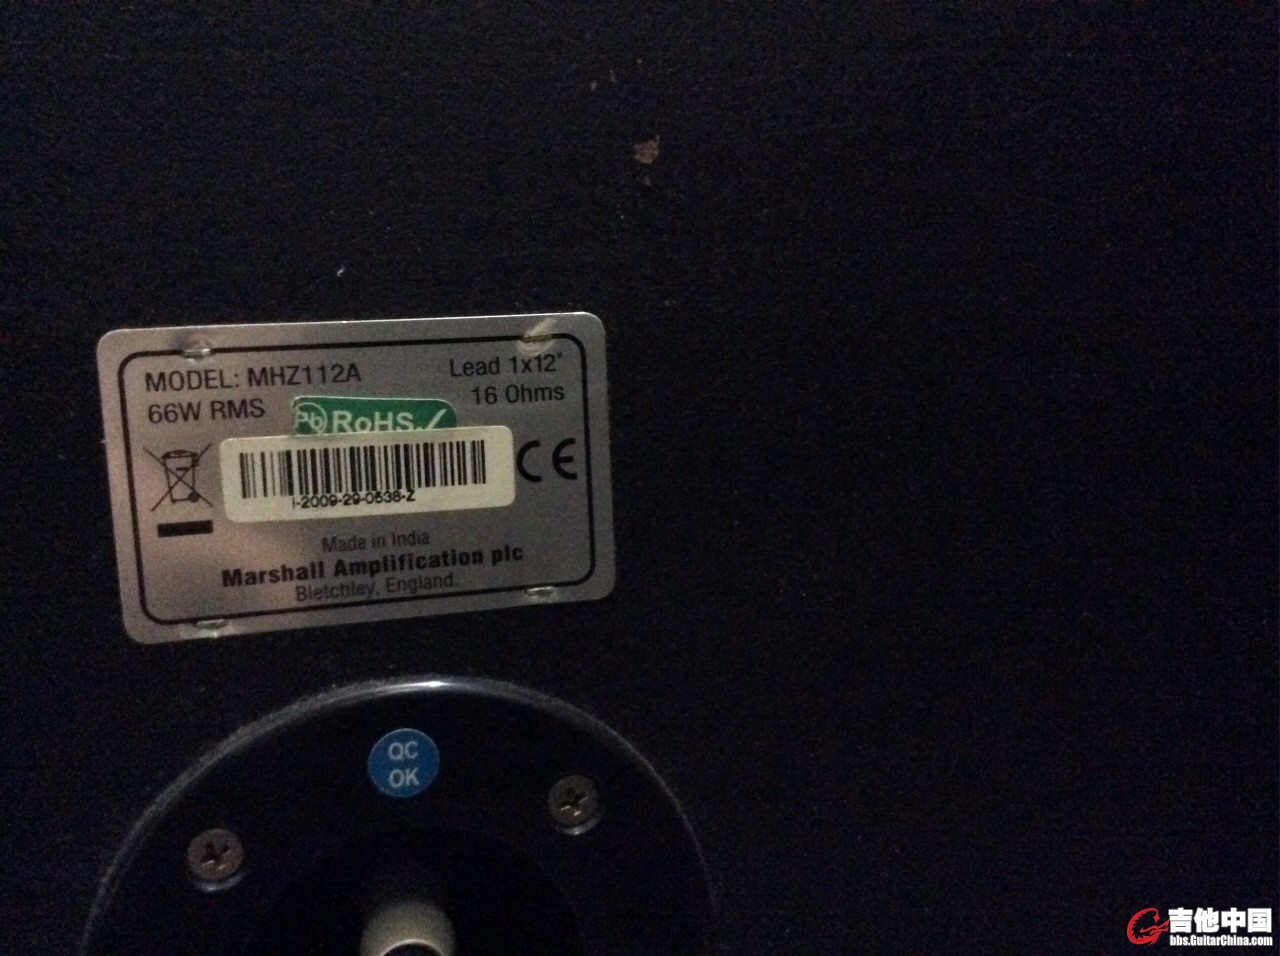 MODEL: MHZ112A
Lead 1x12"
66W RMS
16 Ohms
Pb RoHS ✓
CE
I-2009-29-0538-Z
Made in India
Marshall Amplification plc
Bletchley, England.
QC
OK
吉他中国
bbs.GuitarChina.com